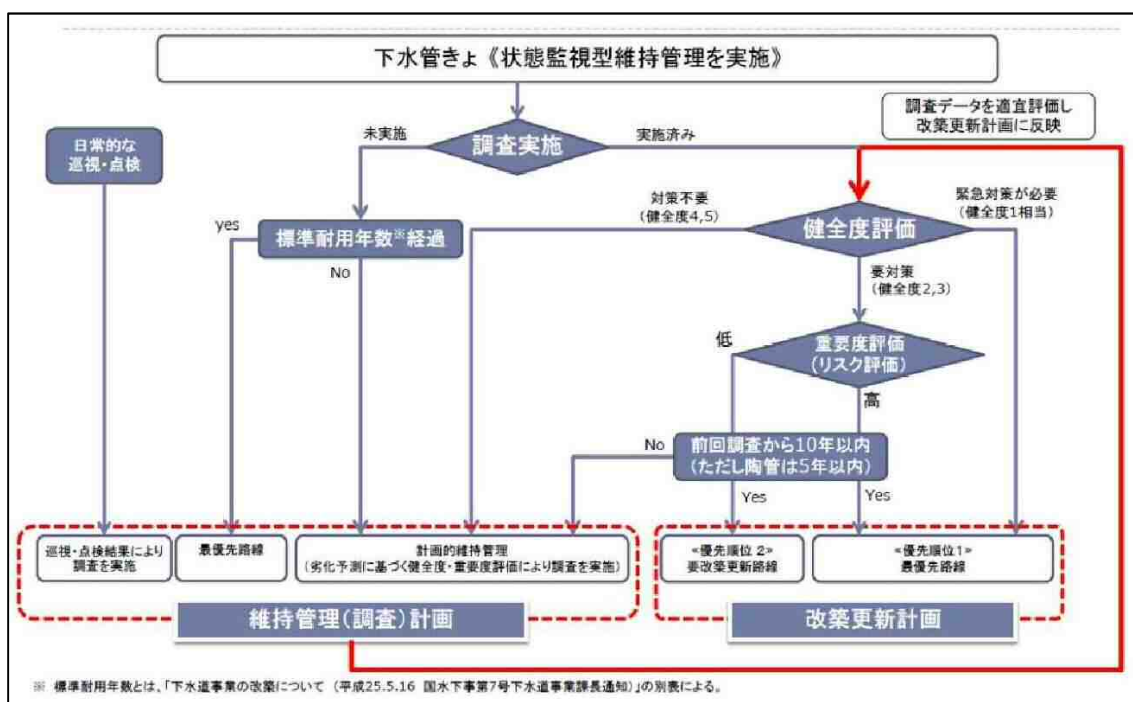 下水管きょ《状態監視型維持管理を実施》
調査データを適宜評価し
改築更新計画に反映
日常的な
巡視・点検
未実施
調査実施
実施済み
対策不要
(健全度4,5)
緊急対策が必要
(健全度1相当)
yes
標準耐用年数※経過
健全度評価
No
要対策
(健全度2,3)
低
重要度評価
(リスク評価)
高
No
前回調査から10年以内
(ただし陶管は5年以内)
Yes
Yes
巡視・点検結果により
調査を実施
最優先路線
計画的維持管理
(劣化予測に基づく健全度・重要度評価により調査を実施)
≪優先順位 2≫
要改築更新路線
≪優先順位1≫
最優先路線
維持管理(調査)計画
改築更新計画
※ 標準耐用年数とは、「下水道事業の改築について (平成25.5.16 国水下事第7号下水道事業課長通知)」の別表による。